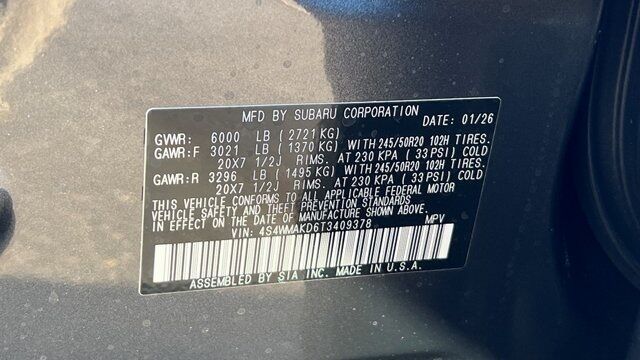 MFD BY SUBARU CORPORATION DATE: 01/26
GVWR: 6000 LB (2721 KG)
GAWR:F 3021 LB (1370 KG) WITH 245/50R20 102H TIRES.
20X7 1/2J RIMS. AT 230 KPA ( 33 PSI) COLD
GAWR:R 3296 LB (1495 KG) WITH 245/50R20 102H TIRES.
20X7 1/2J RIMS. AT 230 KPA ( 33 PSI) COLD
THIS VEHICLE CONFORMS TO ALL APPLICABLE FEDERAL MOTOR
VEHICLE SAFETY AND THEFT PREVENTION STANDARDS
IN EFFECT ON THE DATE OF MANUFACTURE SHOWN ABOVE.
VIN: 4S4WMAKD6T3409378 MPV
ASSEMBLED BY SIA INC. MADE IN U.S.A.